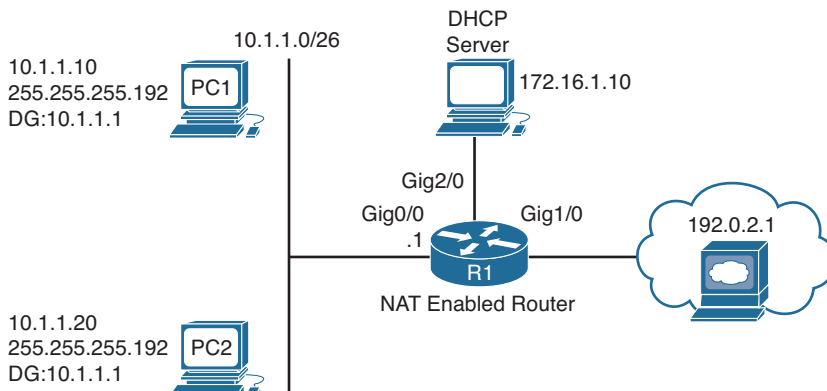 DHCP
Server
10.1.1.0/26
10.1.1.10
255.255.255.192
DG:10.1.1.1
PC1
172.16.1.10
Gig2/0
Gig0/0
.1
Gig1/0
R1
NAT Enabled Router
192.0.2.1
10.1.1.20
255.255.255.192
DG:10.1.1.1
PC2